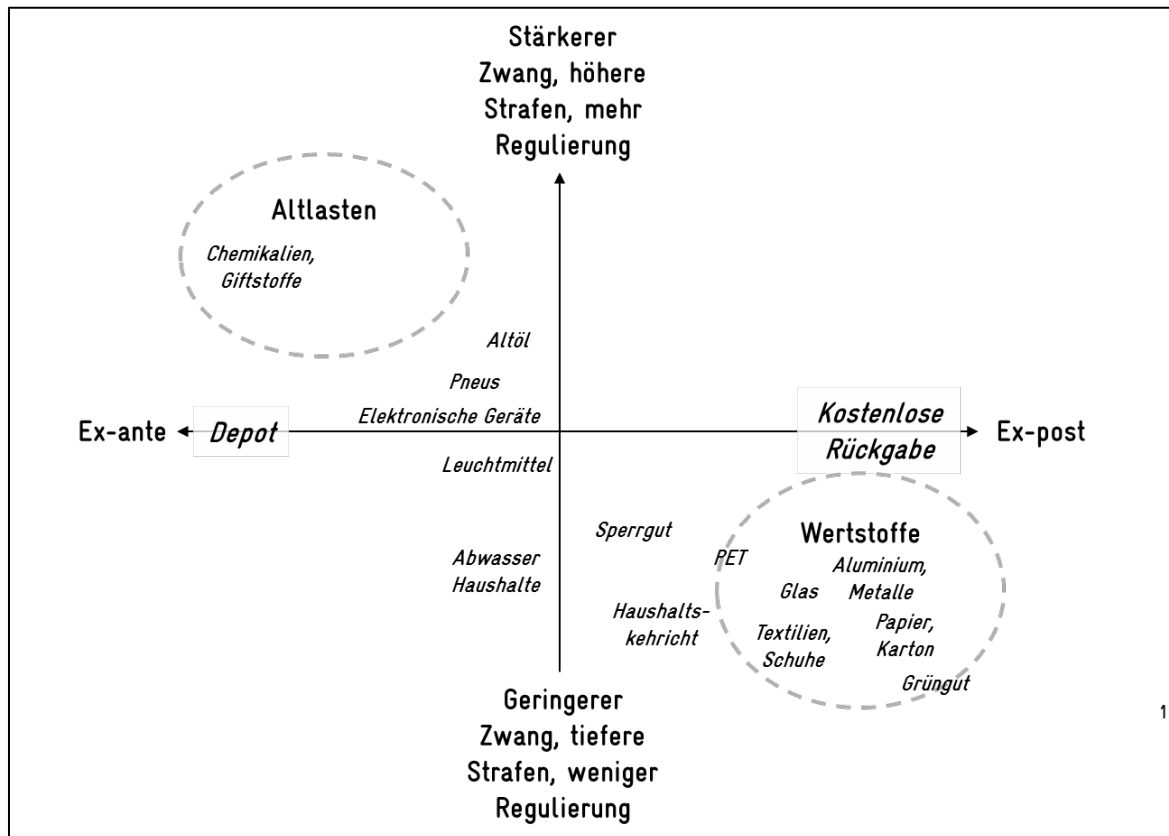 Stärkerer
Zwang, höhere
Strafen, mehr
Regulierung
Altlasten
Chemikalien,
Giftstoffe
Altöl
Pneus
Elektronische Geräte
Ex-ante
Depot
Kostenlose
Rückgabe
Ex-post
Leuchtmittel
Abwasser
Haushalte
Sperrgut
Haushalts-
kehricht
PET
Wertstoffe
Aluminium,
Metalle
Glas
Textilien,
Schuhe
Papier,
Karton
Grüngut
Geringerer
Zwang, tiefere
Strafen, weniger
Regulierung
1